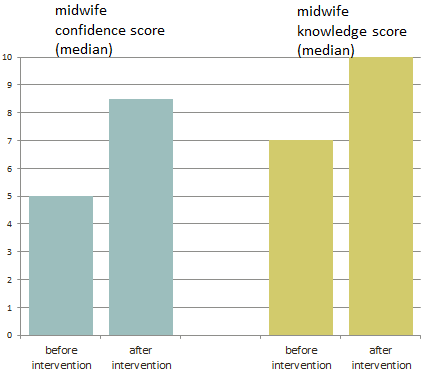 midwife
confidence score
(median)
midwife
knowledge score
(median)
10
9
8
7
6
5
4
3
2
1
0
before
intervention
after
intervention
before
intervention
after
intervention